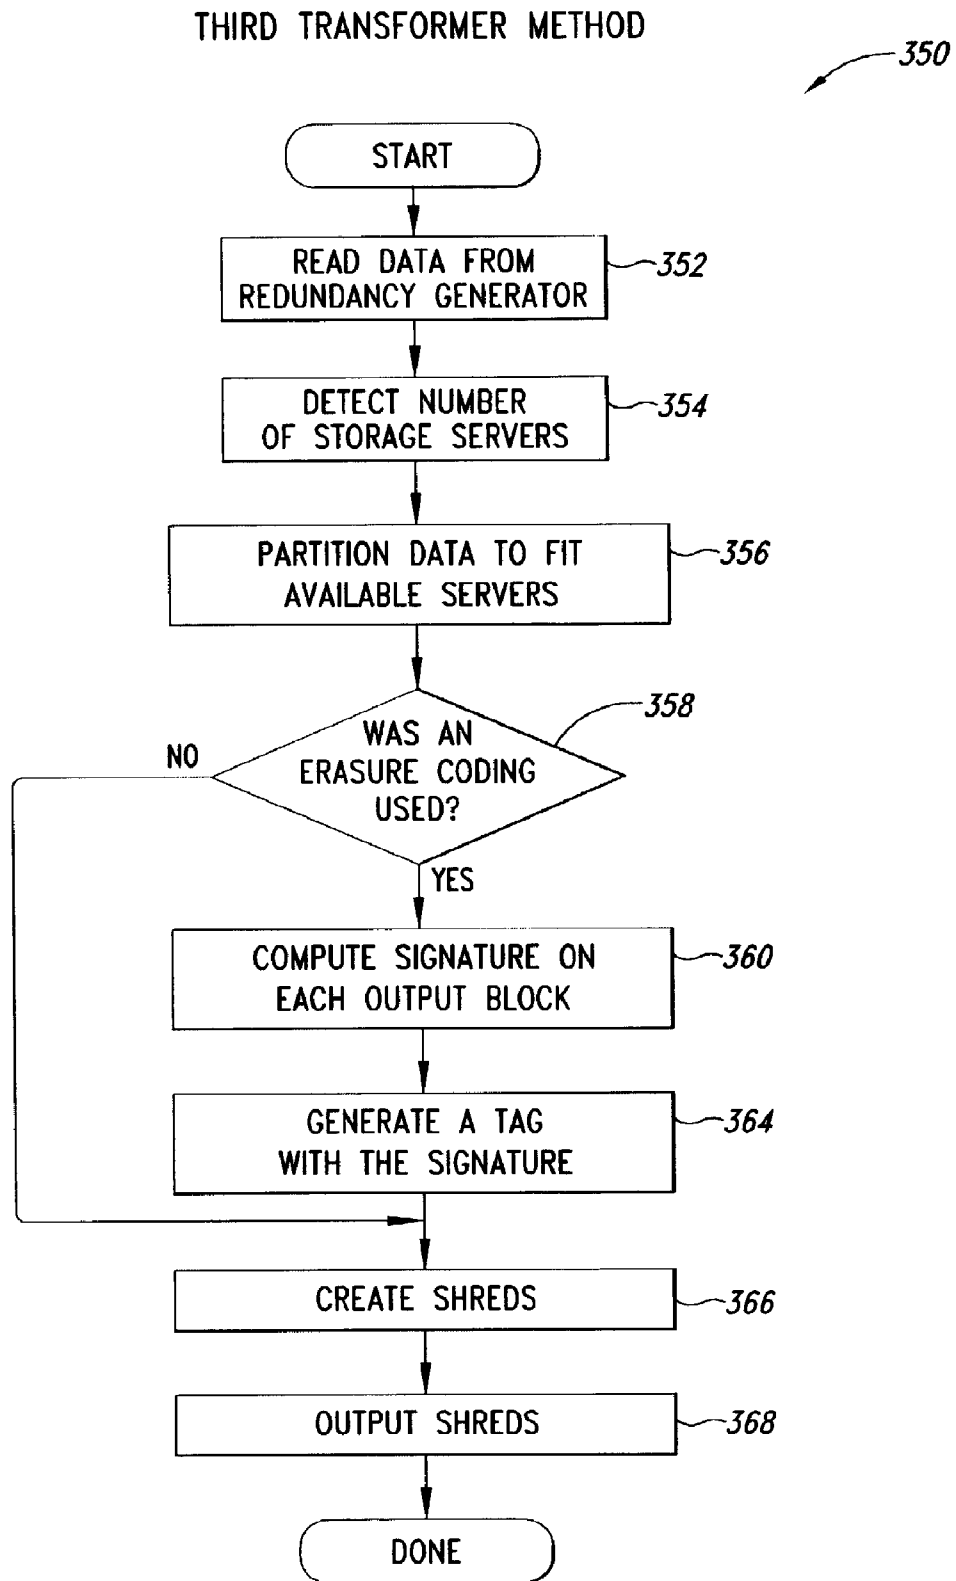 THIRD TRANSFORMER METHOD
350
START
READ DATA FROM
REDUNDANCY GENERATOR
352
DETECT NUMBER
OF STORAGE SERVERS
354
PARTITION DATA TO FIT
AVAILABLE SERVERS
356
WAS AN
ERASURE CODING
USED?
358
NO
YES
COMPUTE SIGNATURE ON
EACH OUTPUT BLOCK
360
GENERATE A TAG
WITH THE SIGNATURE
364
CREATE SHREDS
366
OUTPUT SHREDS
368
DONE